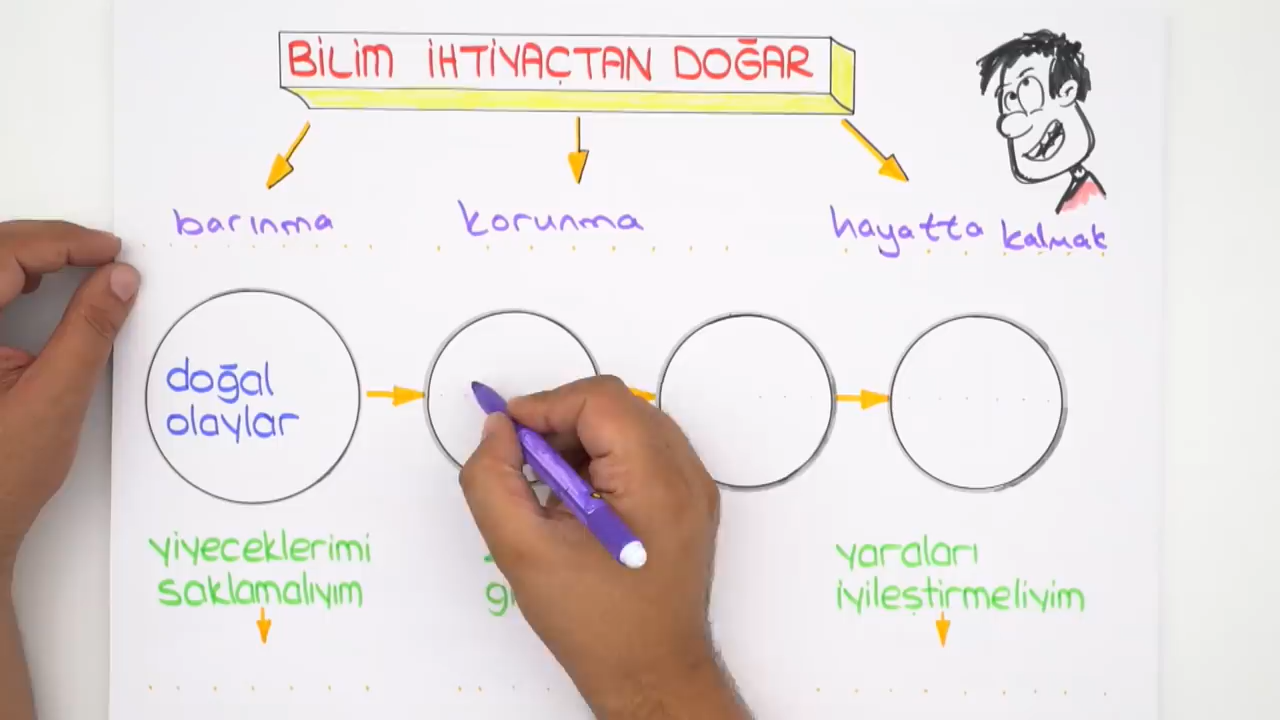 BİLİM İHTİYAÇTAN DOĞAR
barınma
korunma
hayatta kalmak
doğal
olaylar
yiyeceklerimi
saklamalıyım
yaraları
iyileştirmeliyim